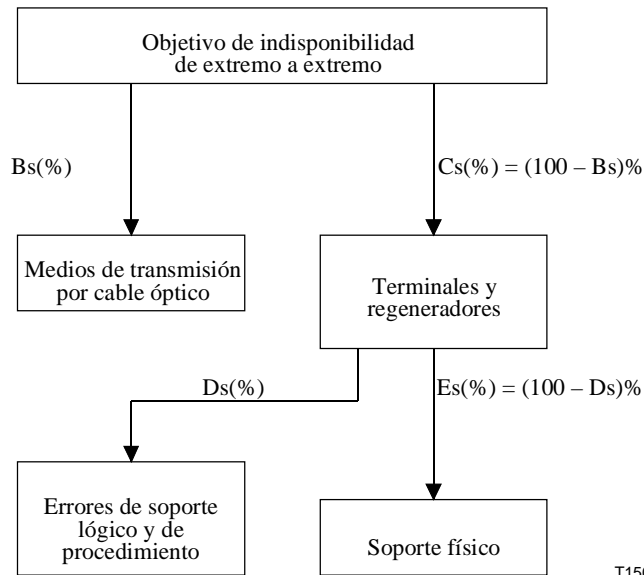 Objetivo de indisponibilidad
de extremo a extremo
Bs(%)
Cs(%) = (100 – Bs)%
Medios de transmisión
por cable óptico
Terminales y
regeneradores
Ds(%)
Es(%) = (100 – Ds)%
Errores de soporte
lógico y de
procedimiento
Soporte físico